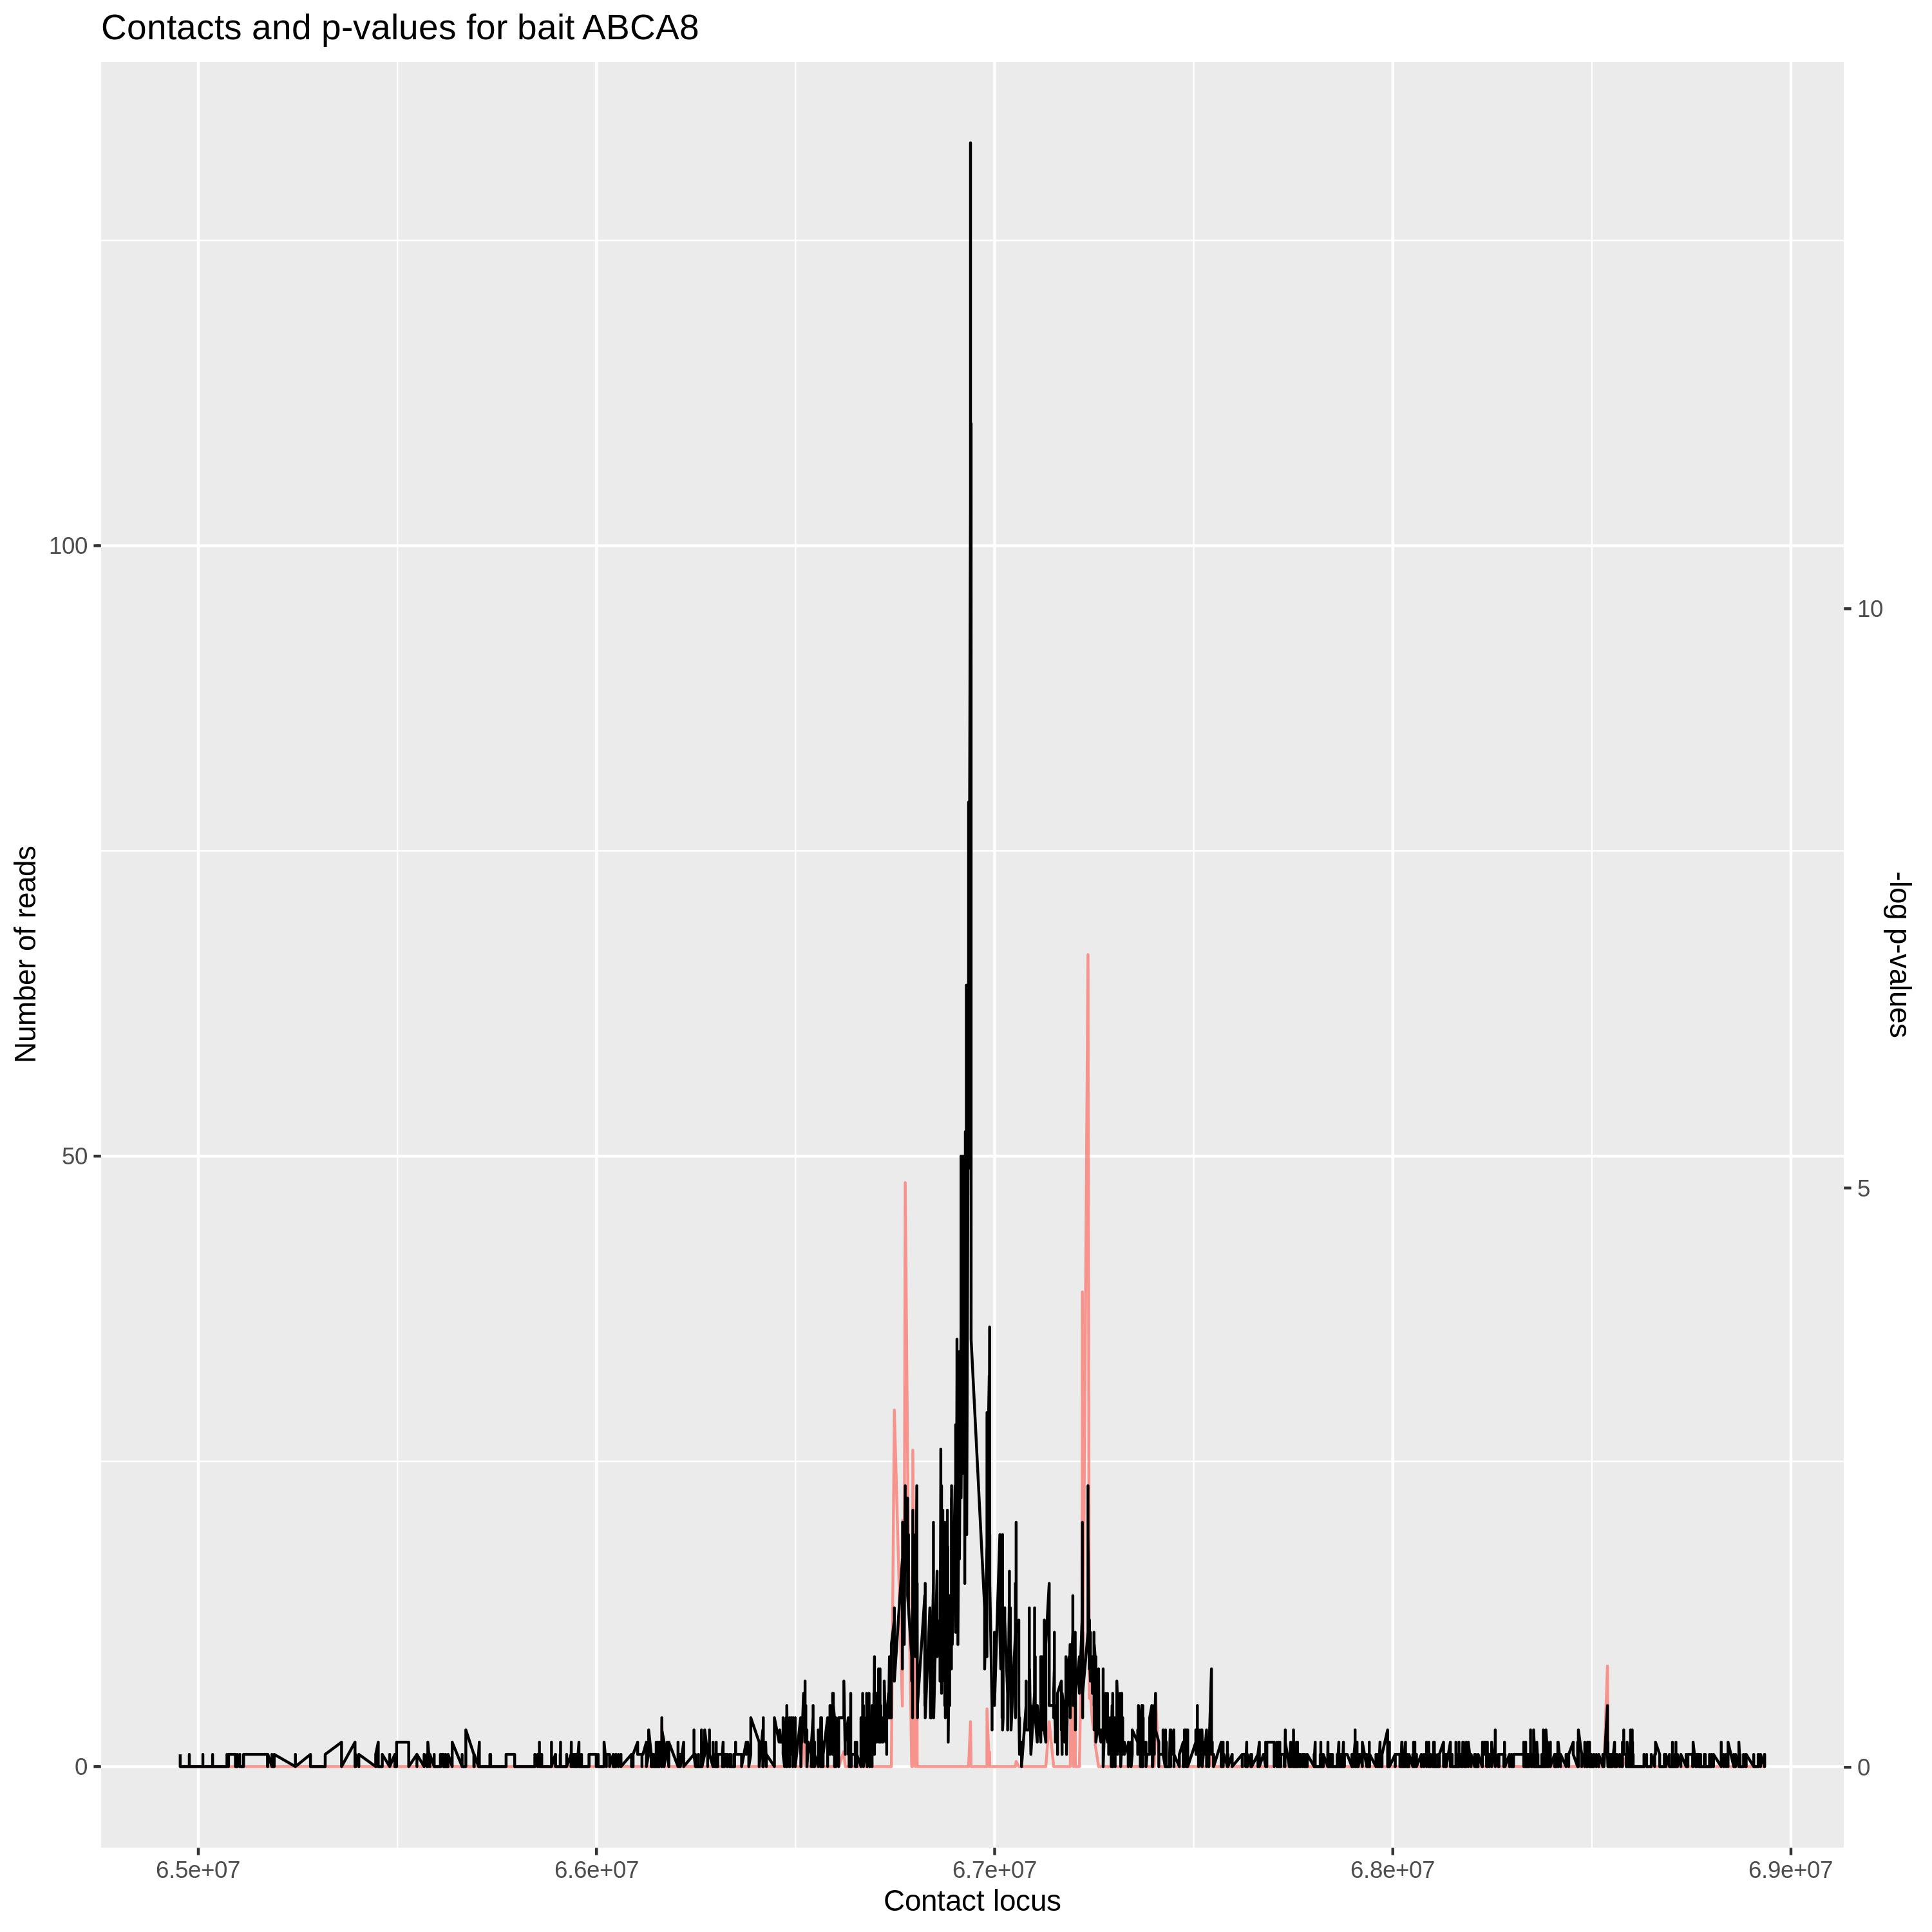 Contacts and p-values for bait ABCA8
Number of reads
100
50
0
-log p-values
10
5
0
6.5e+07 6.6e+07 6.7e+07 6.8e+07 6.9e+07
Contact locus